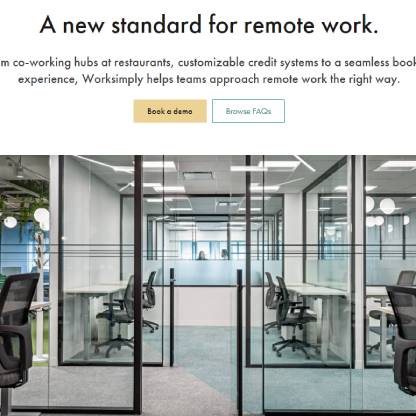 A new standard for remote work.
m co-working hubs at restaurants, customizable credit systems to a seamless book
experience, Worksimply helps teams approach remote work the right way.
Book a demo
Browse FAQs